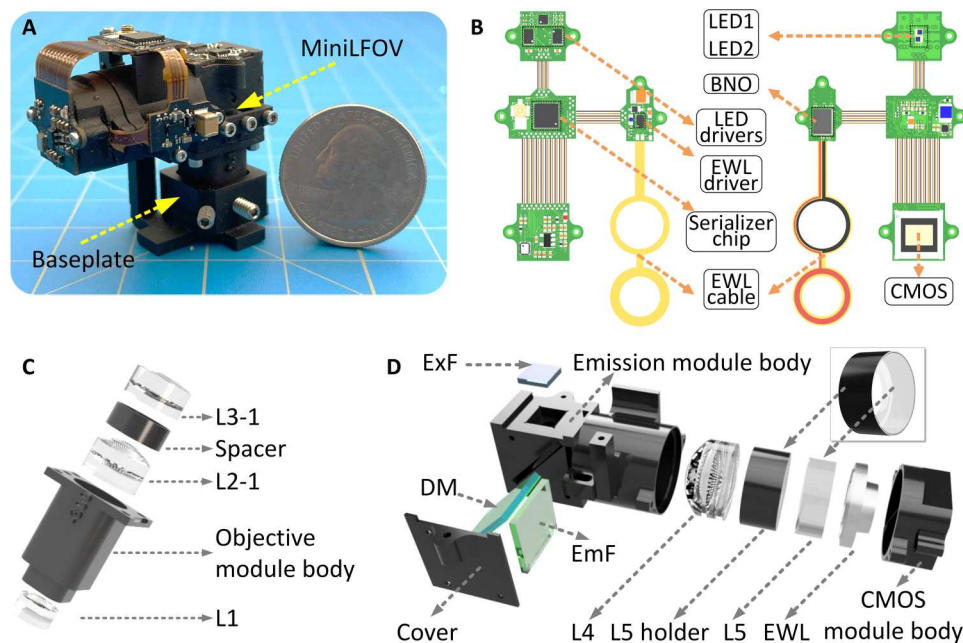 A
MiniLFOV
Baseplate
B
LED1
LED2
BNO
LED
drivers
EWL
driver
Serializer
chip
EWL
cable
CMOS
C
L3-1
Spacer
L2-1
Objective
module body
L1
D
ExF
Emission module body
DM
EmF
Cover
L4
L5 holder
L5
EWL
CMOS
module body